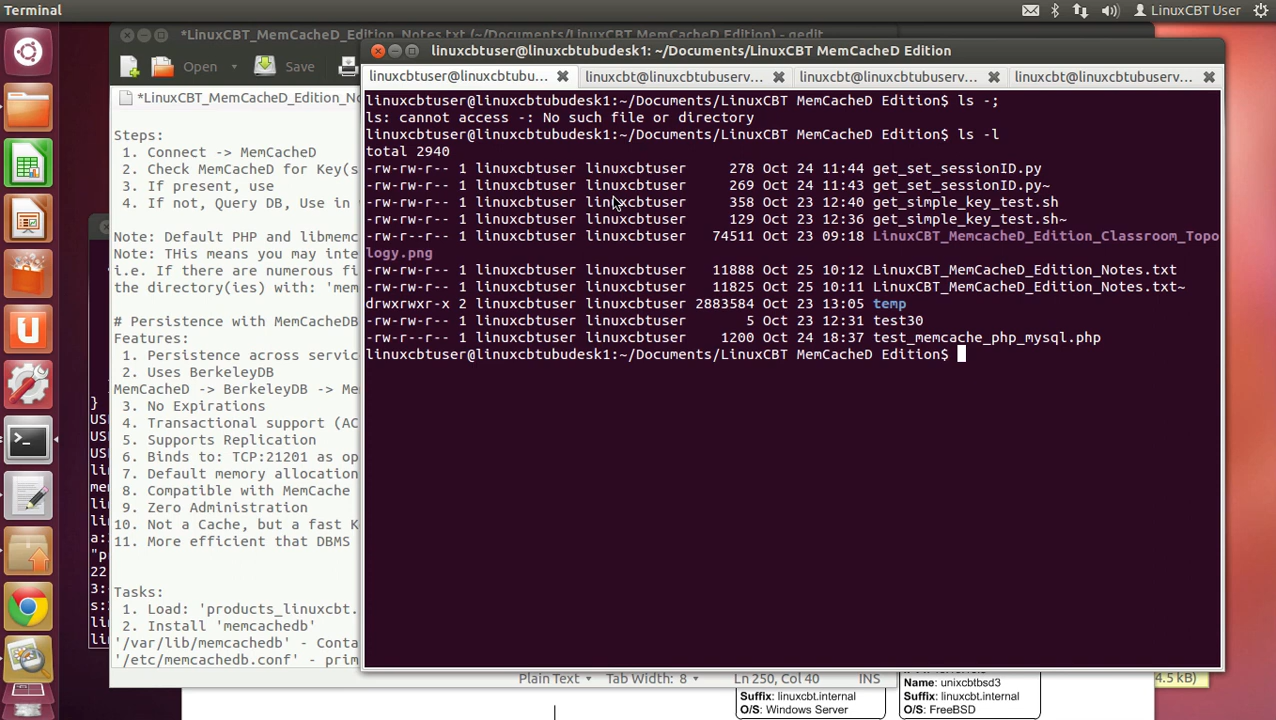 Terminal
LinuxCBT User
*LinuxCBT_MemCacheD_Edition_Notes.txt (~/Documents/LinuxCBT MemCacheD Edition) - gedit
Open
Save
*LinuxCBT_MemCacheD_Edition_No
Steps:
1. Connect -> MemCacheD
2. Check MemCacheD for Key(s
3. If present, use
4. If not, Query DB, Use in
Note: Default PHP and libmemc
Note: THis means you may inte
i.e. If there are numerous fi
the directory(ies) with: 'mem
# Persistence with MemCacheDB
Features:
1. Persistence across servic
2. Uses BerkeleyDB
MemCacheD -> BerkeleyDB -> Me
3. No Expirations
4. Transactional support (AC
5. Supports Replication
6. Binds to: TCP:21201 as op
7. Default memory allocation
8. Compatible with MemCache
9. Zero Administration
10. Not a Cache, but a fast K
11. More efficient that DBMS
Tasks:
1. Load: 'products_linuxcbt.
2. Install 'memcachedb'
'/var/lib/memcachedb' - Conta
'/etc/memcachedb.conf' - prim
Plain Text
Tab Width: 8
Ln 250, Col 40
INS
}
US
US
li
me
li
li
a:
"p
22
3:
s:
li
li
linuxcbtuser@linuxcbtubudesk1: ~/Documents/LinuxCBT MemCacheD Edition
linuxcbtuser@linuxcbtubu...
linuxcbt@linuxcbtubuserv...
linuxcbt@linuxcbtubuserv...
linuxcbt@linuxcbtubuserv...
linuxcbtuser@linuxcbtubudesk1:~/Documents/LinuxCBT MemCacheD Edition$ ls -;
ls: cannot access -: No such file or directory
linuxcbtuser@linuxcbtubudesk1:~/Documents/LinuxCBT MemCacheD Edition$ ls -l
total 2940
-rw-rw-r-- 1 linuxcbtuser linuxcbtuser 278 Oct 24 11:44 get_set_sessionID.py
-rw-rw-r-- 1 linuxcbtuser linuxcbtuser 269 Oct 24 11:43 get_set_sessionID.py~
-rw-rw-r-- 1 linuxcbtuser linuxcbtuser 358 Oct 23 12:40 get_simple_key_test.sh
-rw-rw-r-- 1 linuxcbtuser linuxcbtuser 129 Oct 23 12:36 get_simple_key_test.sh~
-rw-r--r-- 1 linuxcbtuser linuxcbtuser 74511 Oct 23 09:18 LinuxCBT_MemcacheD_Edition_Classroom_Topo
logy.png
-rw-rw-r-- 1 linuxcbtuser linuxcbtuser 11888 Oct 25 10:12 LinuxCBT_MemCacheD_Edition_Notes.txt
-rw-rw-r-- 1 linuxcbtuser linuxcbtuser 11825 Oct 25 10:11 LinuxCBT_MemCacheD_Edition_Notes.txt~
drwxrwxr-x 2 linuxcbtuser linuxcbtuser 2883584 Oct 23 13:05 temp
-rw-rw-r-- 1 linuxcbtuser linuxcbtuser 5 Oct 23 12:31 test30
-rw-r--r-- 1 linuxcbtuser linuxcbtuser 1200 Oct 24 18:37 test_memcache_php_mysql.php
linuxcbtuser@linuxcbtubudesk1:~/Documents/LinuxCBT MemCacheD Edition$
Suffix: linuxcbt.internal
O/S: Windows Server
Name: unixcbtbsd3
Suffix: linuxcbt.internal
O/S: FreeBSD
4.5 kB)